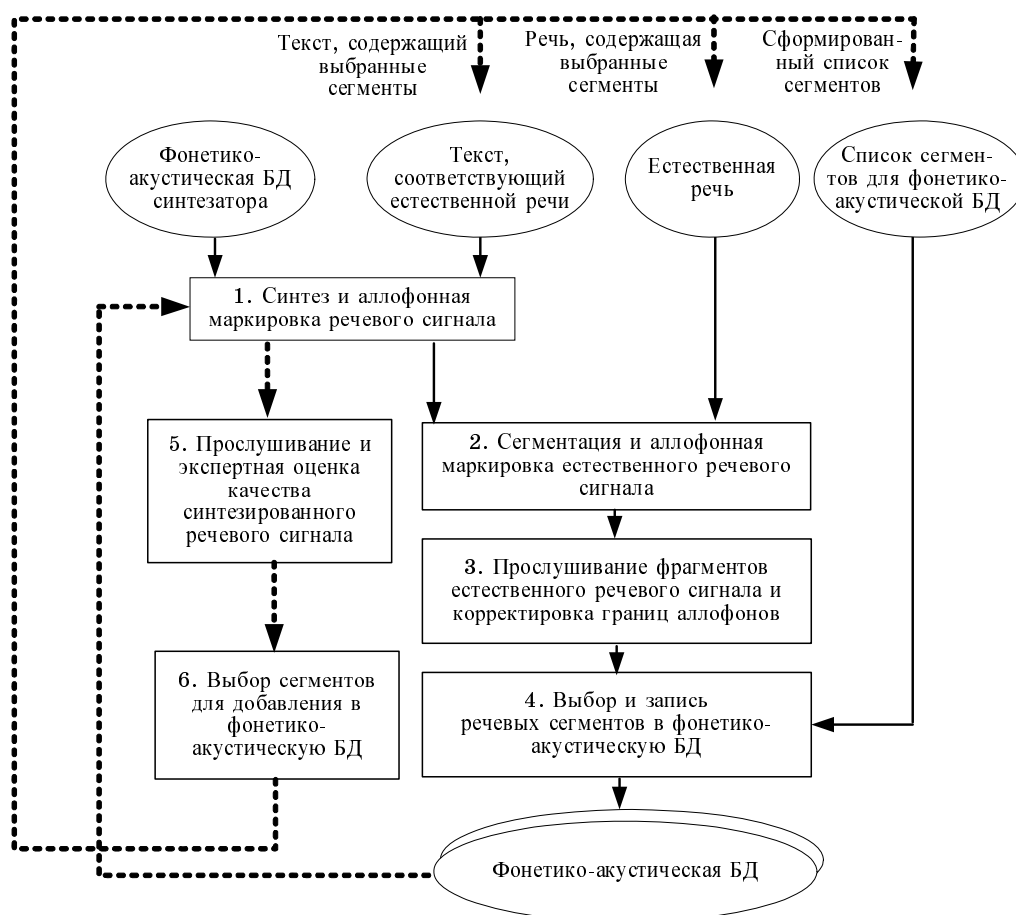 Текст, содержащий
выбранные
сегменты
Речь, содержащая
выбранные
сегменты
Сформирован-
ный список
сегментов
Фонетико-
акустическая БД
синтезатора
Текст,
соответствующий
естественной речи
Естественная
речь
Список сегмен-
тов для фонетико-
акустической БД
1. Синтез и аллофонная
маркировка речевого сигнала
5. Прослушивание и
экспертная оценка
качества
синтезированного
речевого сигнала
2. Сегментация и аллофонная
маркировка естественного речевого
сигнала
3. Прослушивание фрагментов
естественного речевого сигнала и
корректировка границ аллофонов
6. Выбор сегментов
для добавления в
фонетико-
акустическую БД
4. Выбор и запись
речевых сегментов в фонетико-
акустическую БД
Фонетико-акустическая БД